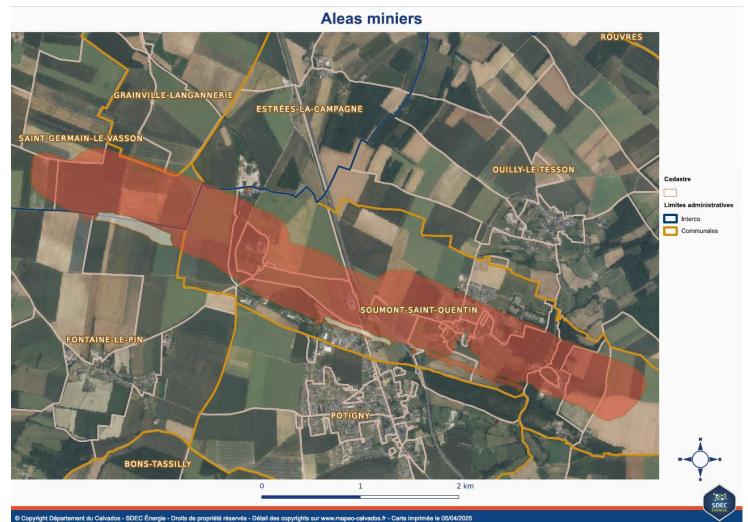 Aleas miniers
ROUVRES
GRAINVILLE-LANGANNERIE
ESTRÉES-LA-CAMPAGNE
SAINT-GERMAIN-LE-VASSON
OUILLY-LE-TESSON
Cadastre
Limites administratives
Interco
Communales
SOUMONT-SAINT-QUENTIN
FONTAINE-LE-PIN
POTIGNY
BONS-TASSILLY
0 1 2 km
SDEC
ÉNERGIE
© Copyright Département du Calvados - SDEC Énergie - Droits de propriété réservés - Détail des copyrights sur www.mapeo-calvados.fr - Carte imprimée le 05/04/2025